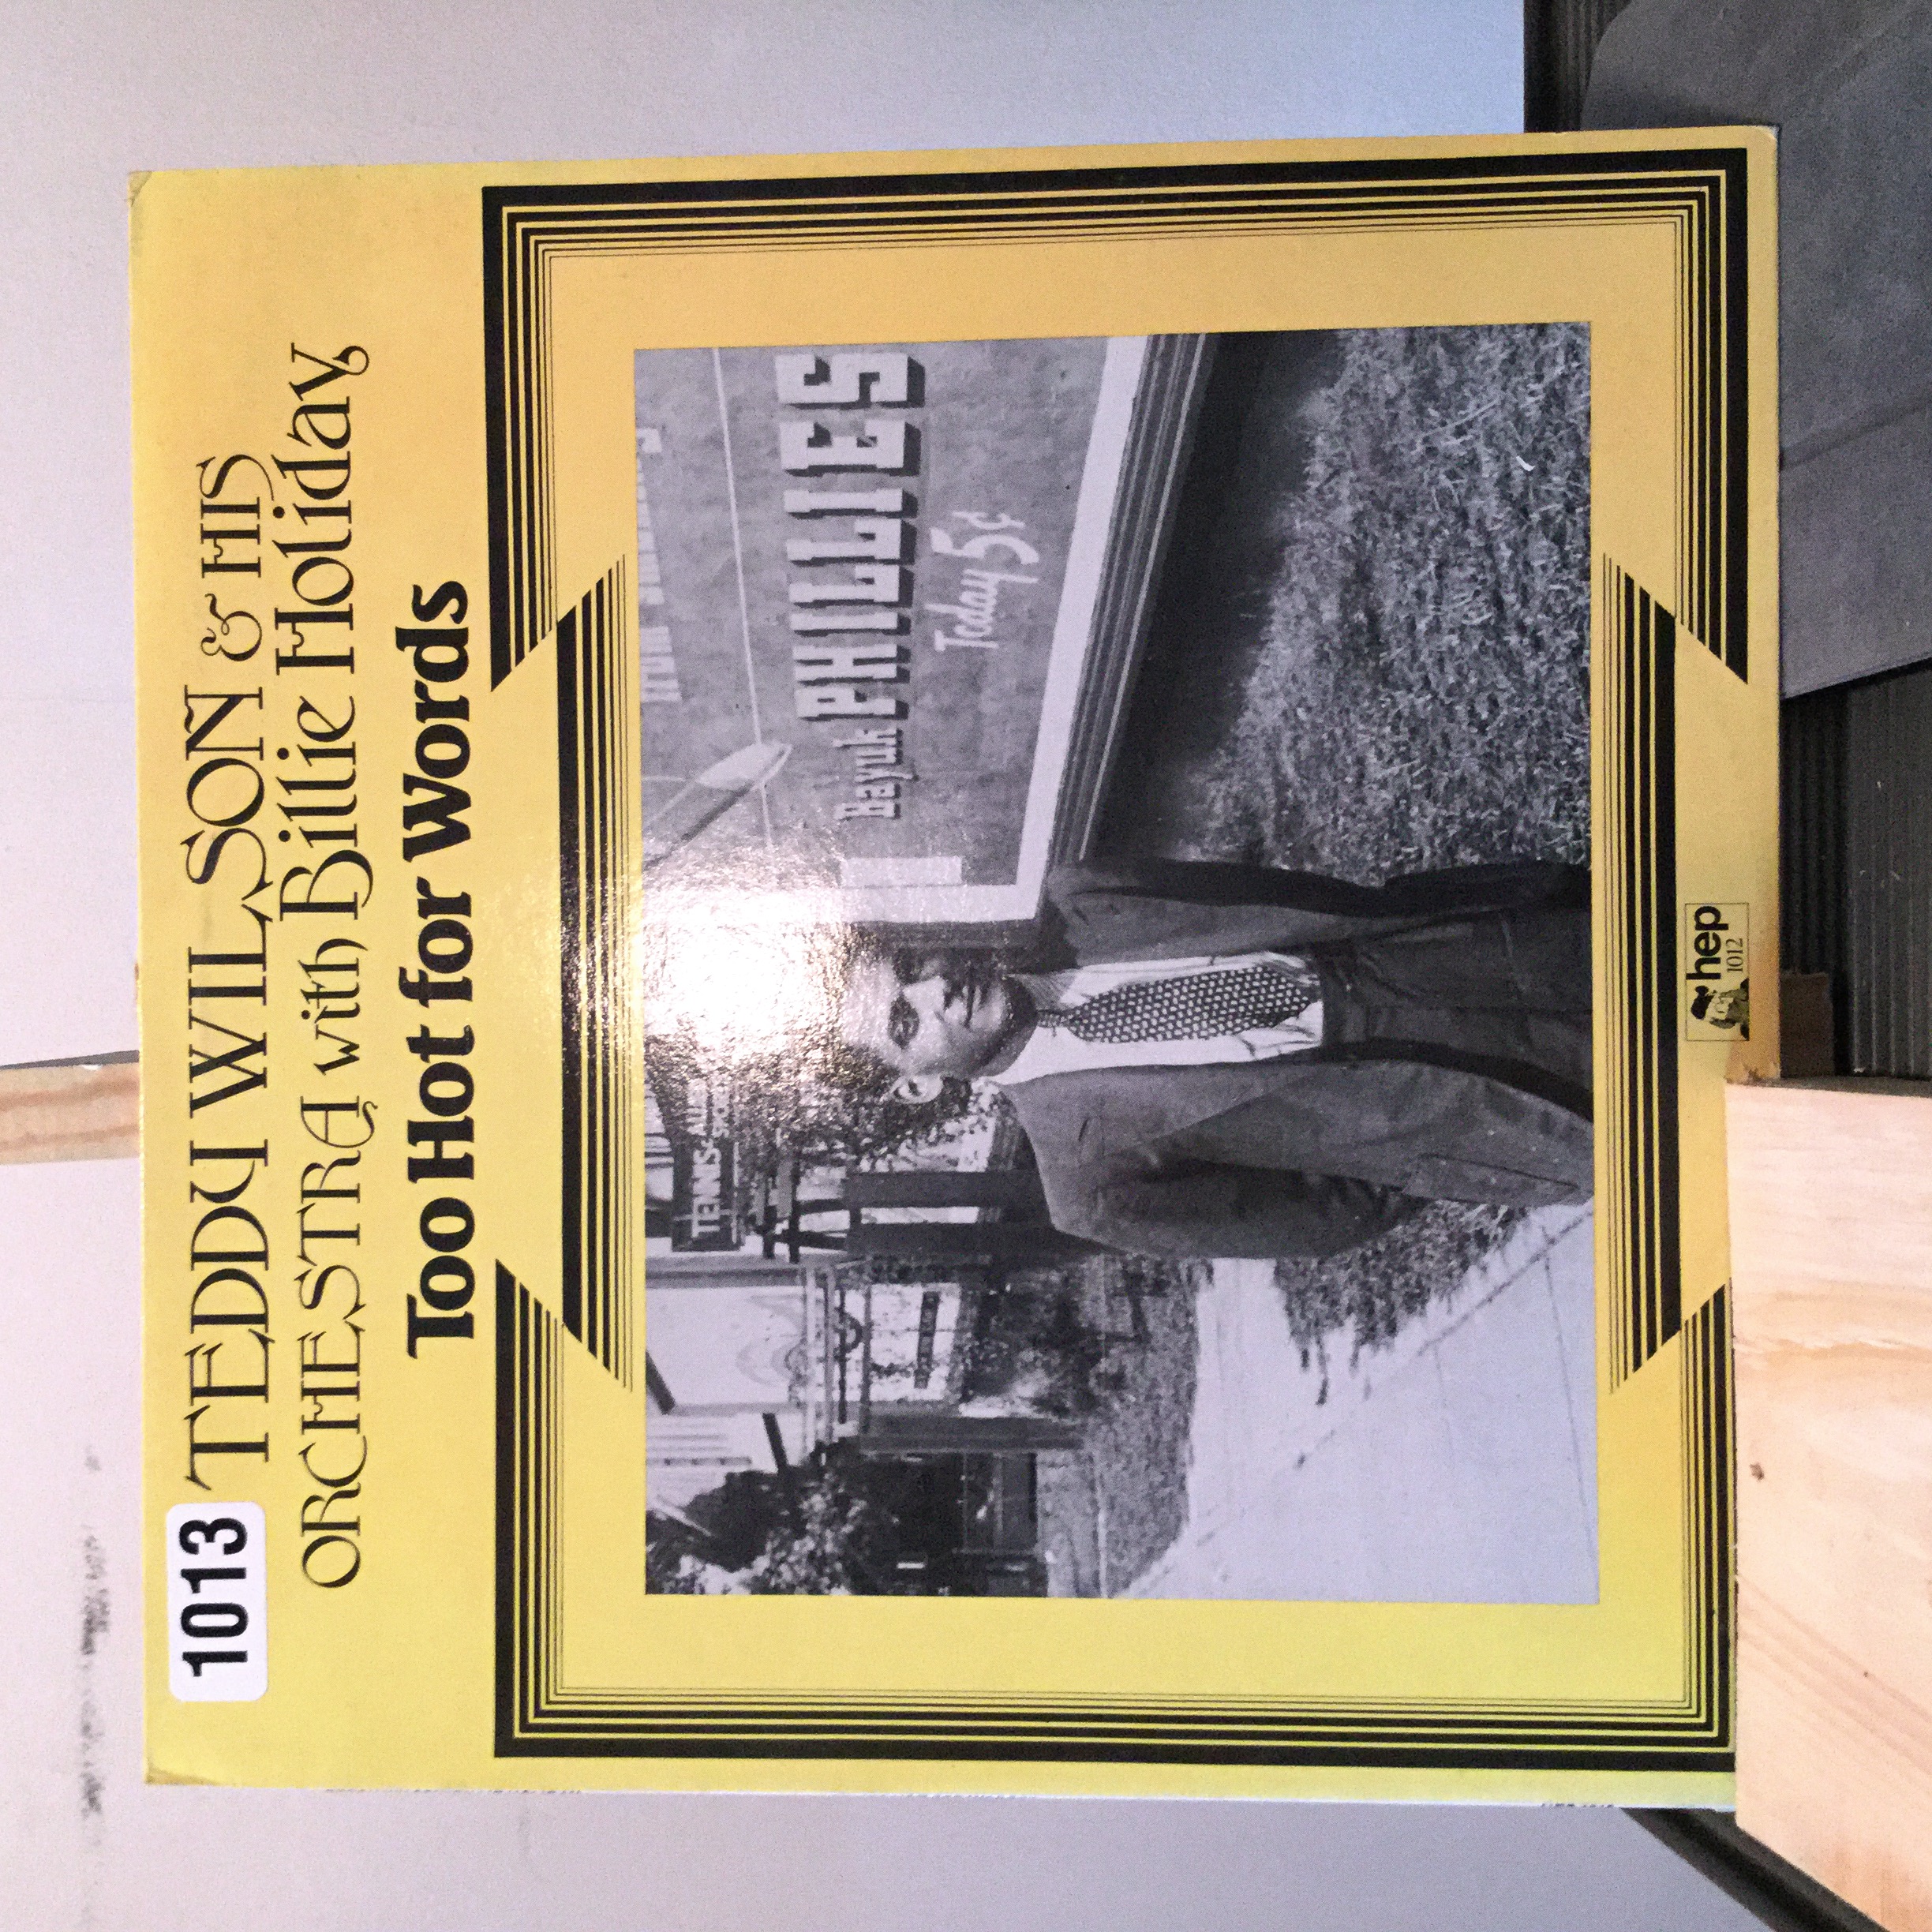 1013
TEDDY WILSON & HIS
ORCHESTRA with Billie Holiday
Too Hot for Words
Bayuk PHILLIES
Today 5¢
TENNIS
hep
1012